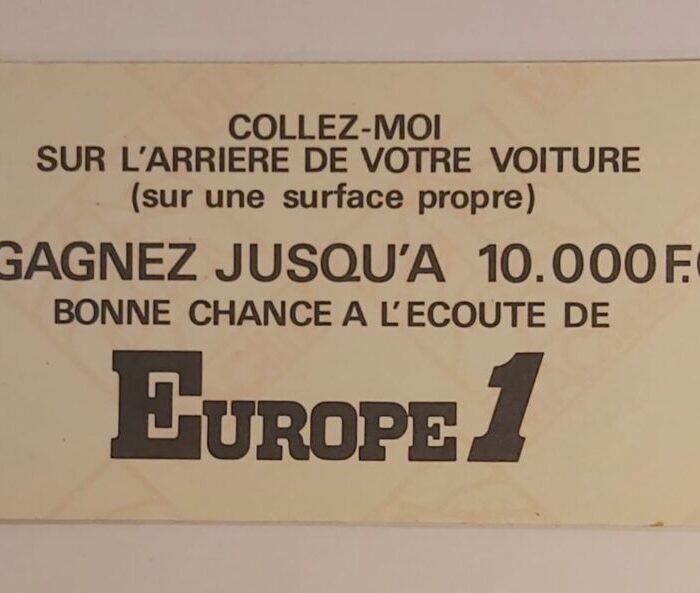 COLLEZ-MOI
SUR L'ARRIERE DE VOTRE VOITURE
(sur une surface propre)
GAGNEZ JUSQU'A 10.000 F.
BONNE CHANCE A L'ECOUTE DE
EUROPE 1